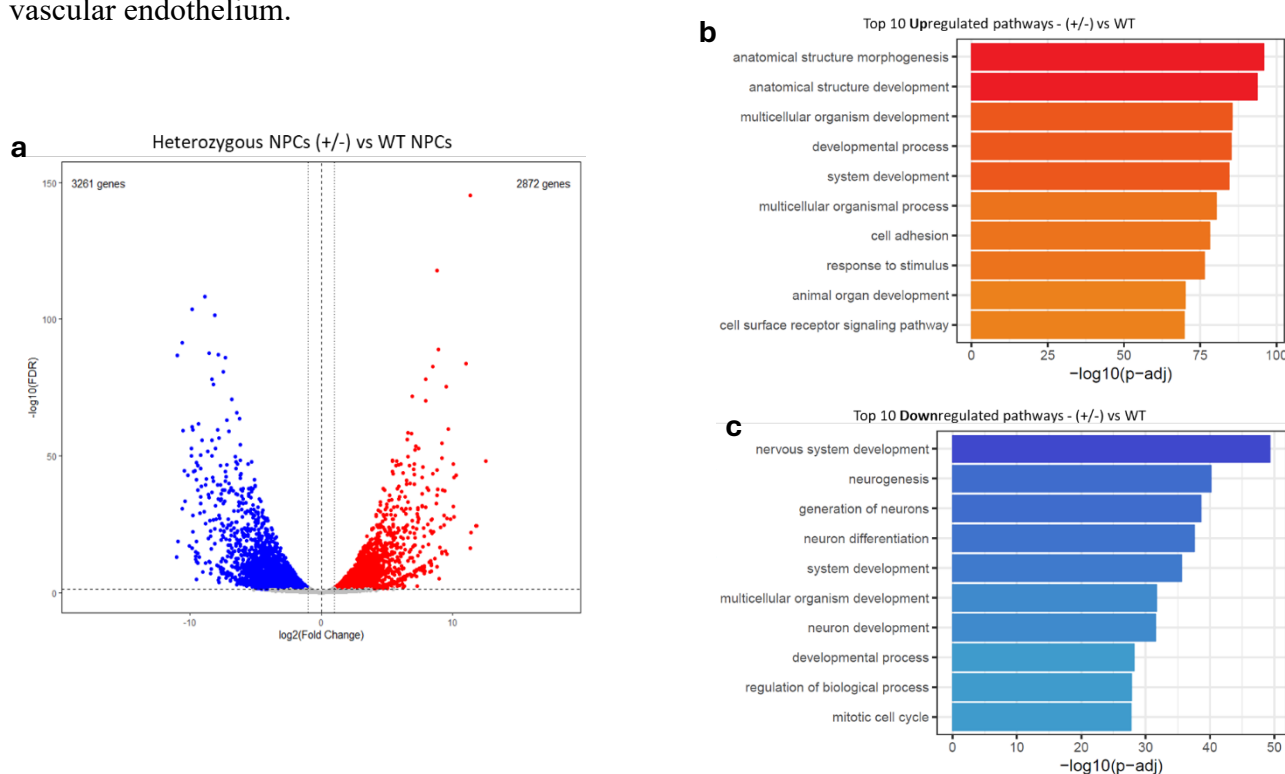 vascular endothelium.
a
Heterozygous NPCs (+/-) vs WT NPCs
3261 genes
2872 genes
150
100
50
0
-log10(FDR)
-10
0
10
log2(Fold Change)
b
Top 10 Upregulated pathways - (+/-) vs WT
anatomical structure morphogenesis
anatomical structure development
multicellular organism development
developmental process
system development
multicellular organismal process
cell adhesion
response to stimulus
animal organ development
cell surface receptor signaling pathway
0
25
50
75
100
−log10(p−adj)
c
Top 10 Downregulated pathways - (+/-) vs WT
nervous system development
neurogenesis
generation of neurons
neuron differentiation
system development
multicellular organism development
neuron development
developmental process
regulation of biological process
mitotic cell cycle
0
10
20
30
40
50
−log10(p−adj)